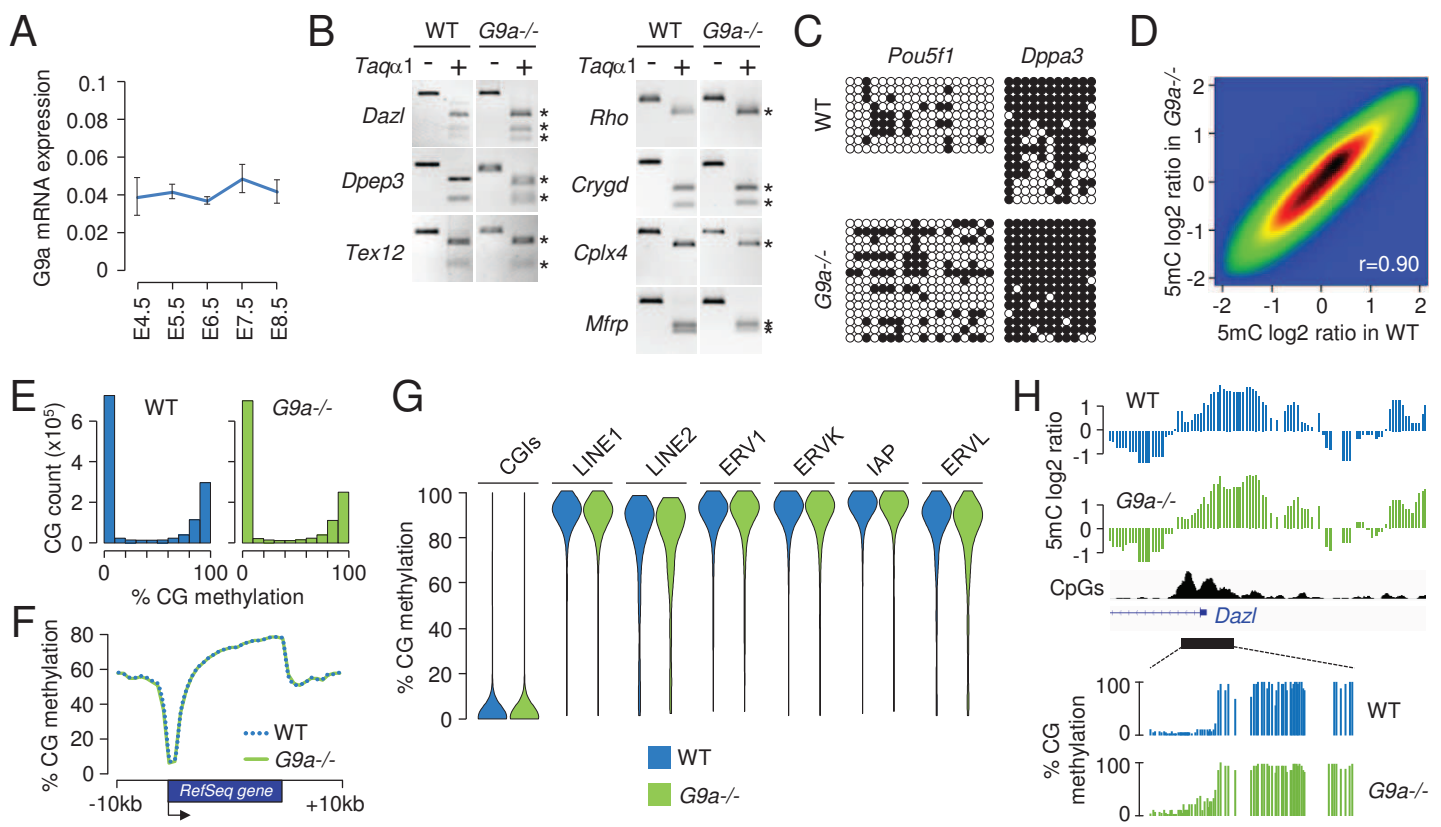 A
G9a mRNA expression
0.1
0.08
0.06
0.04
0.02
0
E4.5
E5.5
E6.5
E7.5
E8.5
B
WT
G9a-/-
Taqα1
- + - +
Dazl
*
*
*
Dpep3
*
*
Tex12
*
*
WT
G9a-/-
Taqα1
- + - +
Rho
*
Crygd
*
*
Cplx4
*
Mfrp
*
*
C
Pou5f1
Dppa3
WT
G9a-/-
D
5mC log2 ratio in G9a-/-
2
1
0
-1
-2
r=0.90
-2 -1 0 1 2
5mC log2 ratio in WT
E
CG count (x10⁵)
6
4
2
0
WT
G9a-/-
0 100 0 100
% CG methylation
F
% CG methylation
80
60
40
20
0
WT
G9a-/-
RefSeq gene
-10kb
+10kb
G
CGIs
LINE1
LINE2
ERV1
ERVK
IAP
ERVL
% CG methylation
100
80
60
40
20
0
WT
G9a-/-
H
5mC log2 ratio
WT
1
0
-1
G9a-/-
1
0
-1
CpGs
Dazl
% CG
methylation
100
0
WT
100
0
G9a-/-